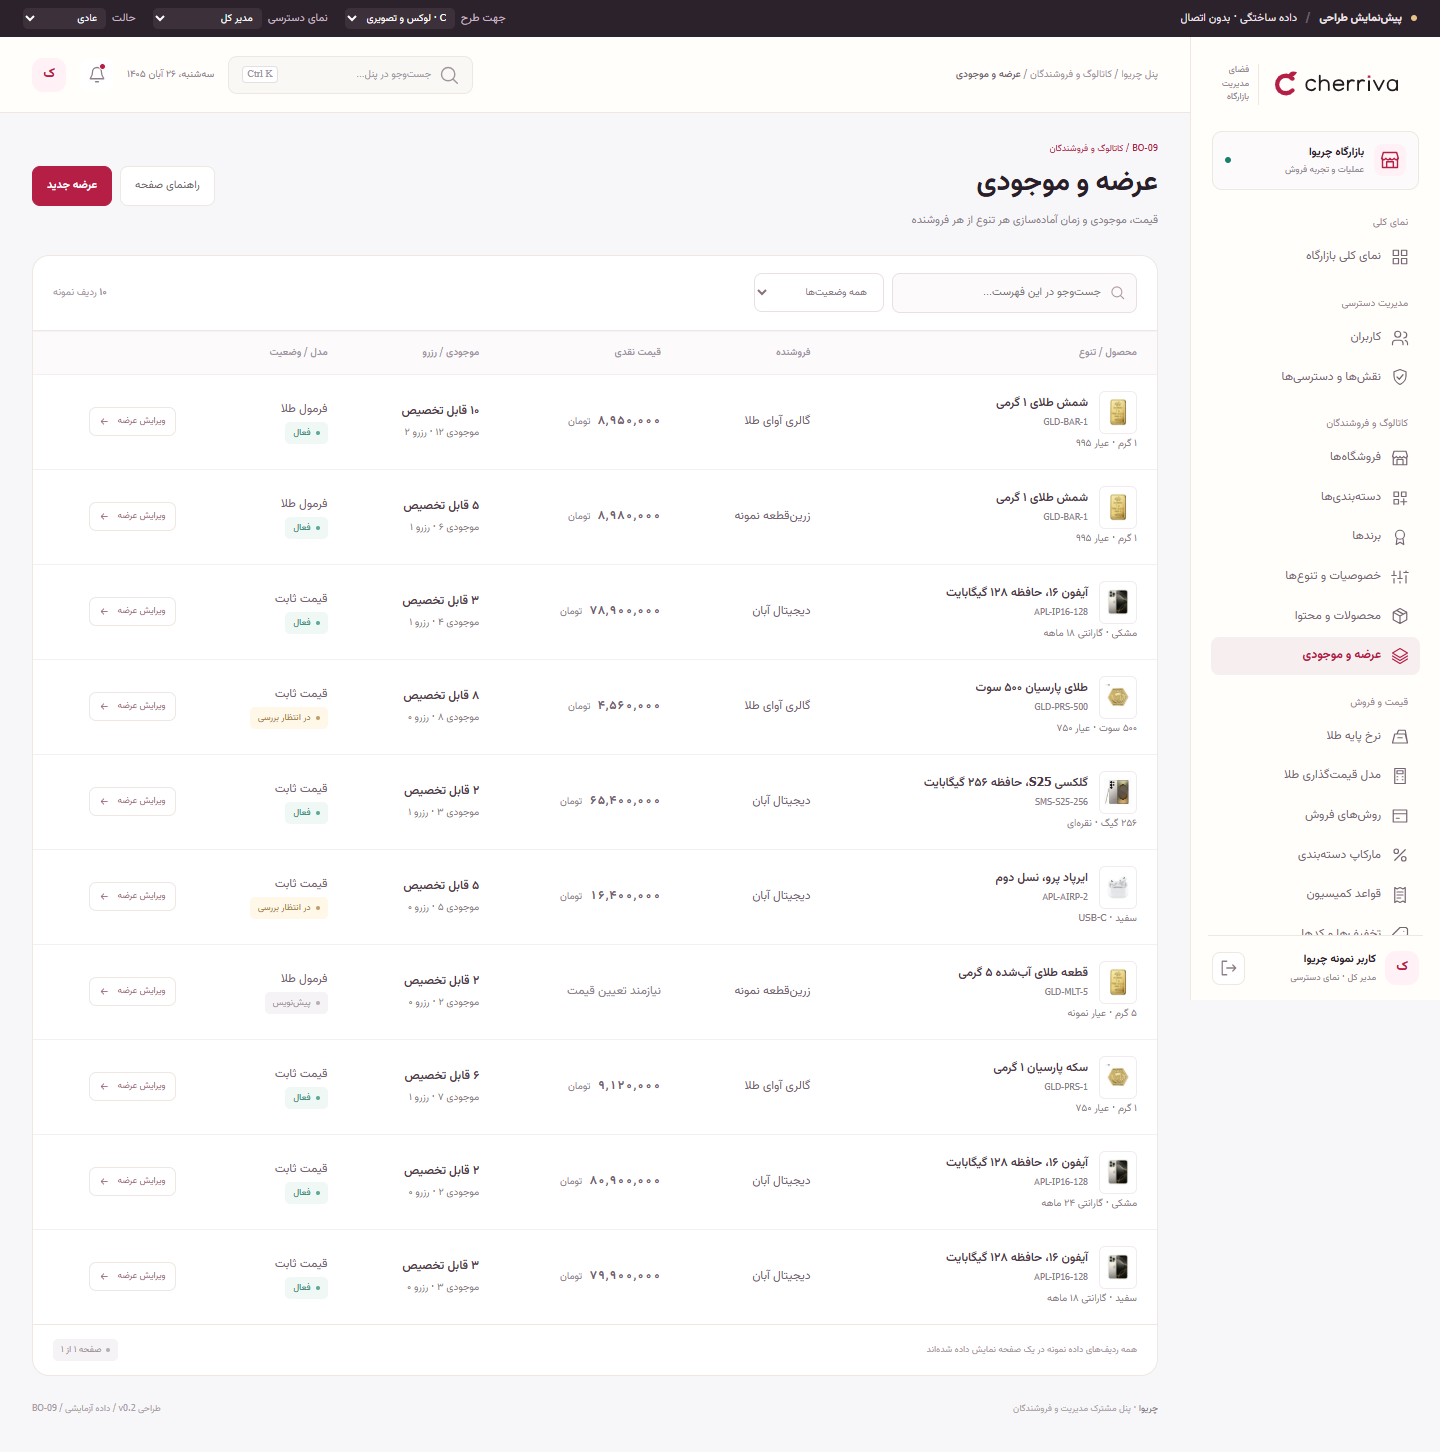 پیش‌نمایش طراحی / داده ساختگی · بدون اتصال
جهت طرح C · لوکس و تصویری نمای دسترسی مدیر کل حالت عادی
cherriva
فضای
مدیریت
بازارگاه
بازارگاه چریوا
عملیات و تجربه فروش
نمای کلی
نمای کلی بازارگاه
مدیریت دسترسی
کاربران
نقش‌ها و دسترسی‌ها
کاتالوگ و فروشندگان
فروشگاه‌ها
دسته‌بندی‌ها
برندها
خصوصیات و تنوع‌ها
محصولات و محتوا
عرضه و موجودی
قیمت و فروش
نرخ پایه طلا
مدل قیمت‌گذاری طلا
روش‌های فروش
مارکاپ دسته‌بندی
قواعد کمیسیون
تخفیف‌ها و کدها
کاربر نمونه چریوا
مدیر کل · نمای دسترسی
ک
پنل چریوا / کاتالوگ و فروشندگان / عرضه و موجودی
جست‌وجو در پنل... Ctrl K
سه‌شنبه، ۲۶ آبان ۱۴۰۵
ک
BO-09 / کاتالوگ و فروشندگان
عرضه و موجودی
قیمت، موجودی و زمان آماده‌سازی هر تنوع از هر فروشنده
راهنمای صفحه
عرضه جدید
جست‌وجو در این فهرست...
همه وضعیت‌ها
۱۰ ردیف نمونه
محصول / تنوع فروشنده قیمت نقدی موجودی / رزرو مدل / وضعیت
شمش طلای ۱ گرمی
GLD-BAR-1
۱ گرم · عیار ۹۹۵
گالری آوای طلا
۸,۹۵۰,۰۰۰ تومان
۱۰ قابل تخصیص
موجودی ۱۲ · رزرو ۲
فرمول طلا
فعال
ویرایش عرضه ←
شمش طلای ۱ گرمی
GLD-BAR-1
۱ گرم · عیار ۹۹۵
زرین‌قطعه نمونه
۸,۹۸۰,۰۰۰ تومان
۵ قابل تخصیص
موجودی ۶ · رزرو ۱
فرمول طلا
فعال
ویرایش عرضه ←
آیفون ۱۶، حافظه ۱۲۸ گیگابایت
APL-IP16-128
مشکی · گارانتی ۱۸ ماهه
دیجیتال آبان
۷۸,۹۰۰,۰۰۰ تومان
۳ قابل تخصیص
موجودی ۴ · رزرو ۱
قیمت ثابت
فعال
ویرایش عرضه ←
طلای پارسیان ۵۰۰ سوت
GLD-PRS-500
۵۰۰ سوت · عیار ۷۵۰
گالری آوای طلا
۴,۵۶۰,۰۰۰ تومان
۸ قابل تخصیص
موجودی ۸ · رزرو ۰
قیمت ثابت
در انتظار بررسی
ویرایش عرضه ←
گلکسی S25، حافظه ۲۵۶ گیگابایت
SMS-S25-256
۲۵۶ گیگ · نقره‌ای
دیجیتال آبان
۶۵,۴۰۰,۰۰۰ تومان
۲ قابل تخصیص
موجودی ۳ · رزرو ۱
قیمت ثابت
فعال
ویرایش عرضه ←
ایرپاد پرو، نسل دوم
APL-AIRP-2
سفید · USB-C
دیجیتال آبان
۱۶,۴۰۰,۰۰۰ تومان
۵ قابل تخصیص
موجودی ۵ · رزرو ۰
قیمت ثابت
در انتظار بررسی
ویرایش عرضه ←
قطعه طلای آب‌شده ۵ گرمی
GLD-MLT-5
۵ گرم · عیار نمونه
زرین‌قطعه نمونه
نیازمند تعیین قیمت
۲ قابل تخصیص
موجودی ۲ · رزرو ۰
فرمول طلا
پیش‌نویس
ویرایش عرضه ←
سکه پارسیان ۱ گرمی
GLD-PRS-1
۱ گرم · عیار ۷۵۰
گالری آوای طلا
۹,۱۲۰,۰۰۰ تومان
۶ قابل تخصیص
موجودی ۷ · رزرو ۱
قیمت ثابت
فعال
ویرایش عرضه ←
آیفون ۱۶، حافظه ۱۲۸ گیگابایت
APL-IP16-128
مشکی · گارانتی ۲۴ ماهه
دیجیتال آبان
۸۰,۹۰۰,۰۰۰ تومان
۲ قابل تخصیص
موجودی ۲ · رزرو ۰
قیمت ثابت
فعال
ویرایش عرضه ←
آیفون ۱۶، حافظه ۱۲۸ گیگابایت
APL-IP16-128
سفید · گارانتی ۱۸ ماهه
دیجیتال آبان
۷۹,۹۰۰,۰۰۰ تومان
۳ قابل تخصیص
موجودی ۳ · رزرو ۰
قیمت ثابت
فعال
ویرایش عرضه ←
همه ردیف‌های داده نمونه در یک صفحه نمایش داده شده‌اند
صفحه ۱ از ۱
چریوا · پنل مشترک مدیریت و فروشندگان
طراحی v0.2 / داده آزمایشی / BO-09